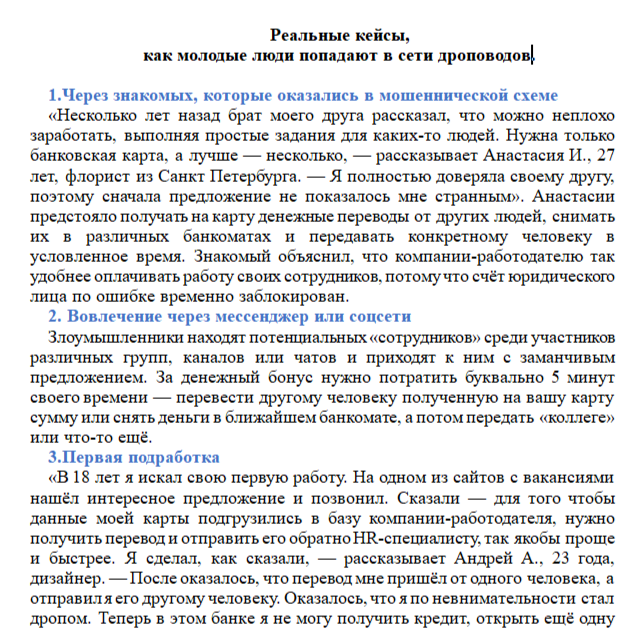 Реальные кейсы,
как молодые люди попадают в сети дроповодов.
1.Через знакомых, которые оказались в мошеннической схеме
«Несколько лет назад брат моего друга рассказал, что можно неплохо
заработать, выполняя простые задания для каких-то людей. Нужна только
банковская карта, а лучше — несколько, — рассказывает Анастасия И., 27
лет, флорист из Санкт Петербурга. — Я полностью доверяла своему другу,
поэтому сначала предложение не показалось мне странным». Анастасии
предстояло получать на карту денежные переводы от других людей, снимать
их в различных банкоматах и передавать конкретному человеку в
условленное время. Знакомый объяснил, что компании-работодателю так
удобнее оплачивать работу своих сотрудников, потому что счёт юридического
лица по ошибке временно заблокирован.
2. Вовлечение через мессенджер или соцсети
Злоумышленники находят потенциальных «сотрудников» среди участников
различных групп, каналов или чатов и приходят к ним с заманчивым
предложением. За денежный бонус нужно потратить буквально 5 минут
своего времени — перевести другому человеку полученную на вашу карту
сумму или снять деньги в ближайшем банкомате, а потом передать «коллеге»
или что-то ещё.
3.Первая подработка
«В 18 лет я искал свою первую работу. На одном из сайтов с вакансиями
нашёл интересное предложение и позвонил. Сказали — для того чтобы
данные моей карты подгрузились в базу компании-работодателя, нужно
получить перевод и отправить его обратно HR-специалисту, так якобы проще
и быстрее. Я сделал, как сказали, — рассказывает Андрей А., 23 года,
дизайнер. — После оказалось, что перевод мне пришёл от одного человека, а
отправил я его другому человеку. Оказалось, что я по невнимательности стал
дропом. Теперь в этом банке я не могу получить кредит, открыть ещё одну